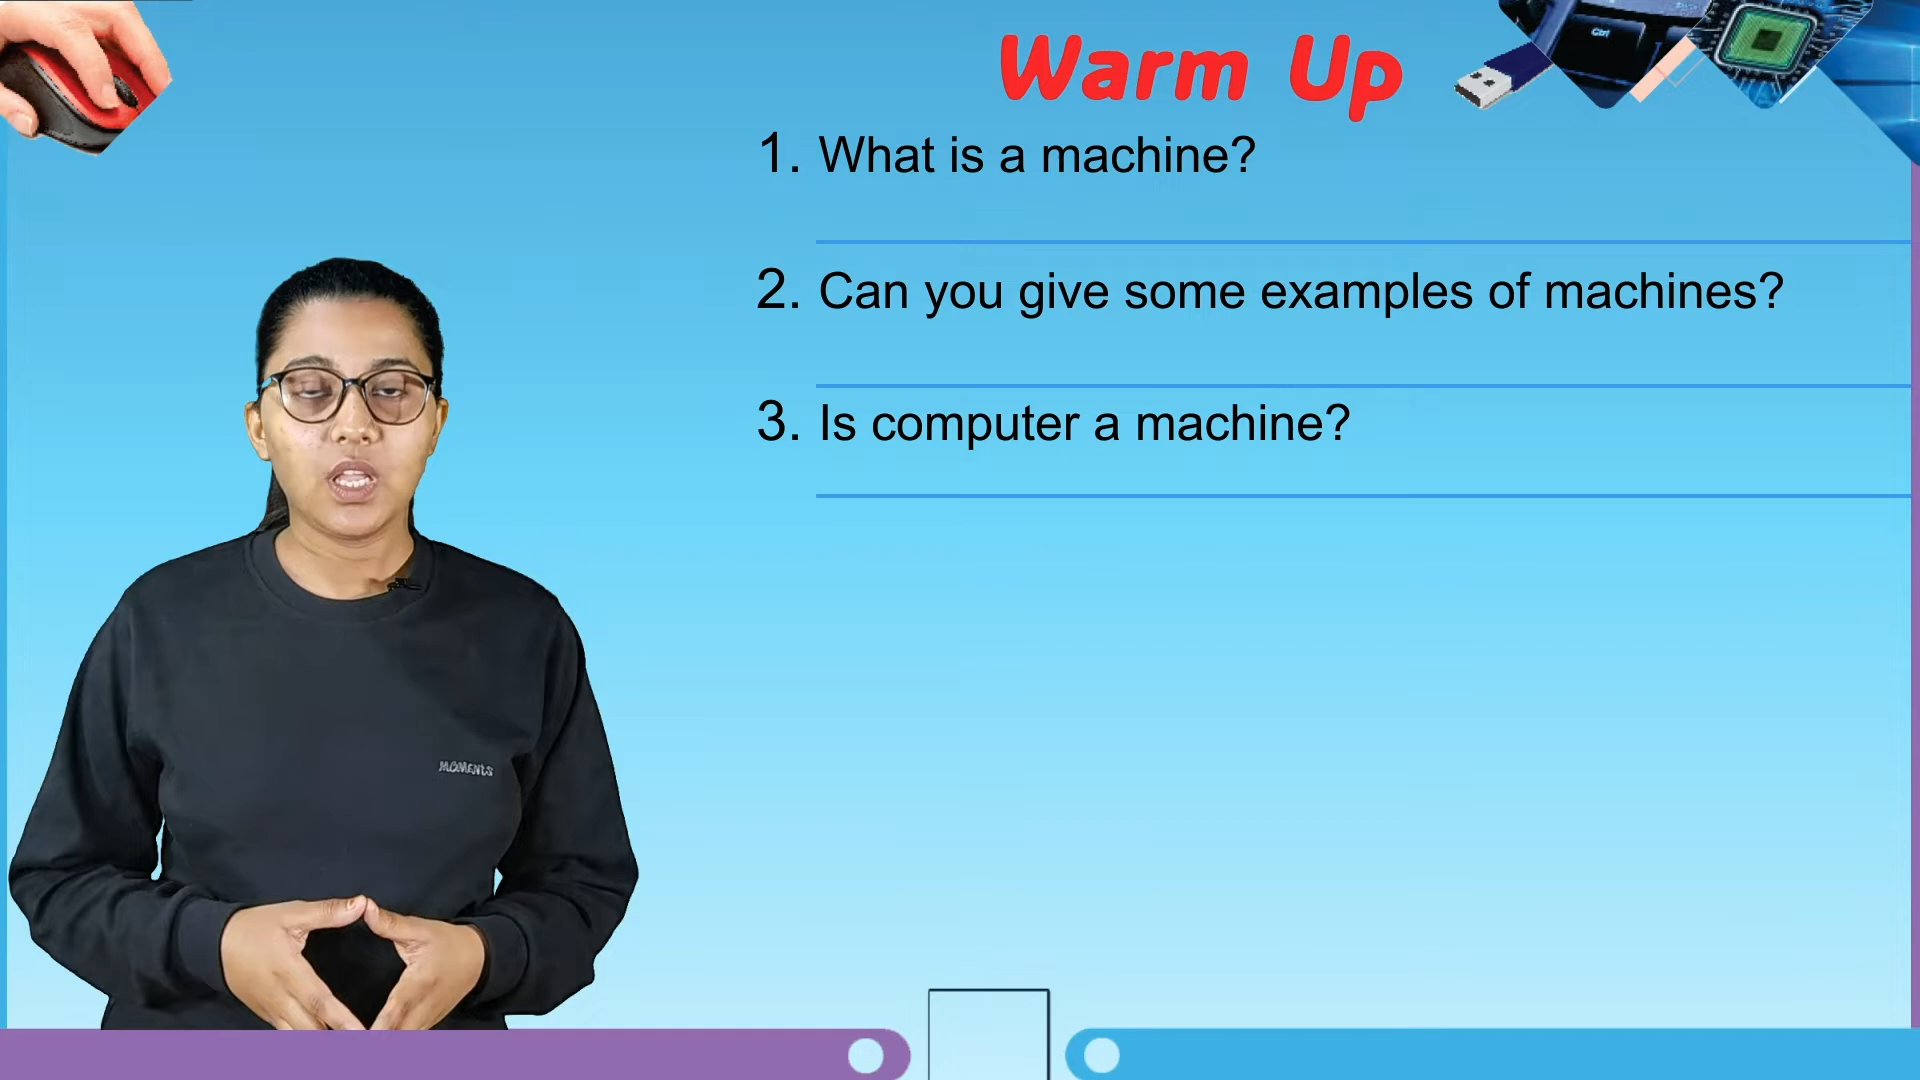 Warm Up
Ctrl
1. What is a machine?
2. Can you give some examples of machines?
3. Is computer a machine?
MOMENTS